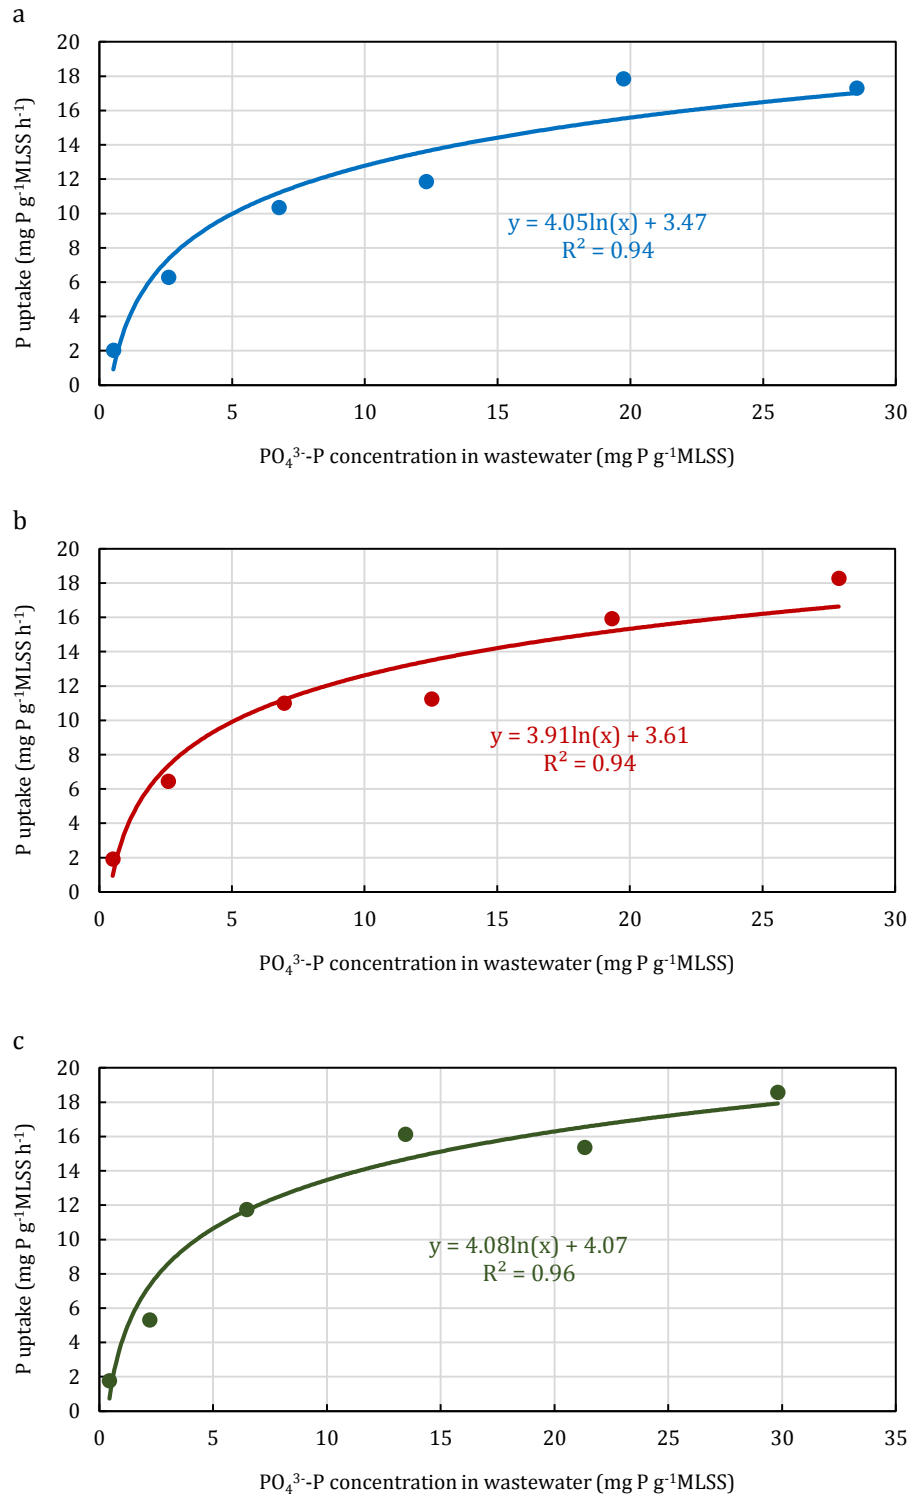 a
P uptake (mg P g⁻¹MLSS h⁻¹)
20
18
16
14
12
10
8
6
4
2
0
y = 4.05ln(x) + 3.47
R² = 0.94
0 5 10 15 20 25 30
PO₄³⁻-P concentration in wastewater (mg P g⁻¹MLSS)
b
P uptake (mg P g⁻¹MLSS h⁻¹)
20
18
16
14
12
10
8
6
4
2
0
y = 3.91ln(x) + 3.61
R² = 0.94
0 5 10 15 20 25 30
PO₄³⁻-P concentration in wastewater (mg P g⁻¹MLSS)
c
P uptake (mg P g⁻¹MLSS h⁻¹)
20
18
16
14
12
10
8
6
4
2
0
y = 4.08ln(x) + 4.07
R² = 0.96
0 5 10 15 20 25 30 35
PO₄³⁻-P concentration in wastewater (mg P g⁻¹MLSS)